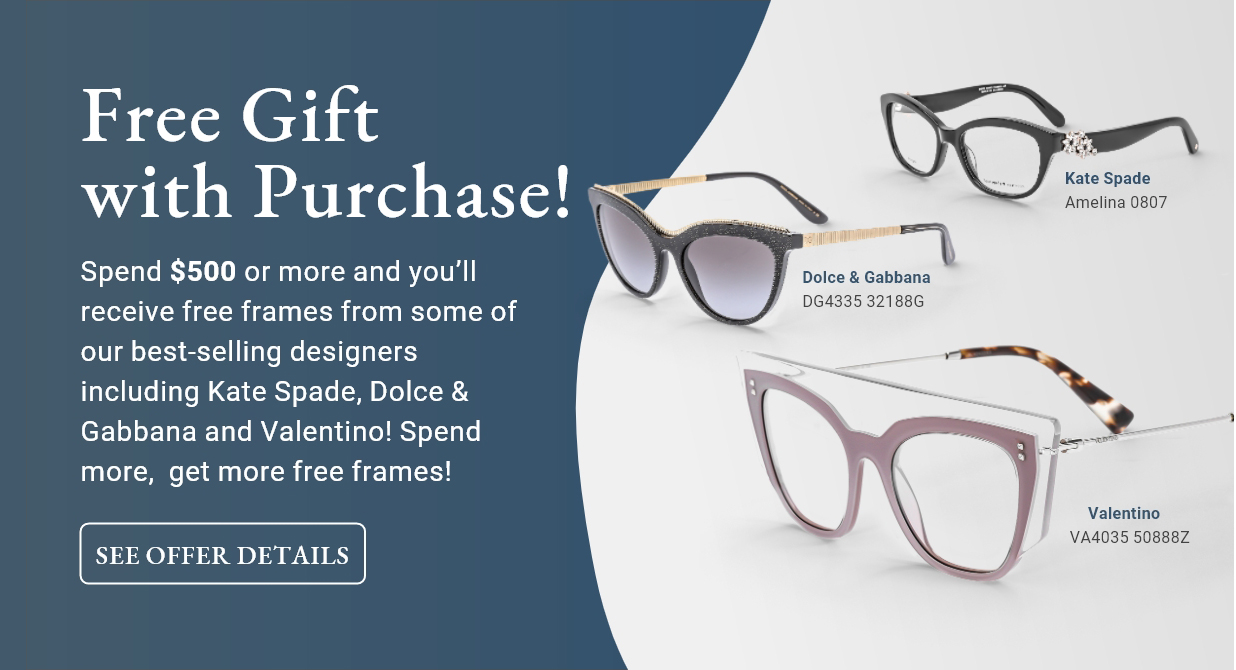 Free Gift
with Purchase!
Spend $500 or more and you’ll
receive free frames from some of
our best-selling designers
including Kate Spade, Dolce &
Gabbana and Valentino! Spend
more,  get more free frames!
SEE OFFER DETAILS
Kate Spade
Amelina 0807
Dolce & Gabbana
DG4335 32188G
Valentino
VA4035 50888Z